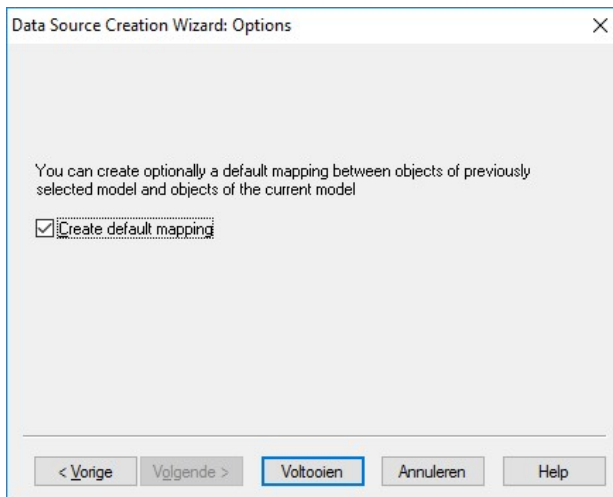 Data Source Creation Wizard: Options
You can create optionally a default mapping between objects of previously
selected model and objects of the current model
Create default mapping
< Vorige
Volgende >
Voltooien
Annuleren
Help